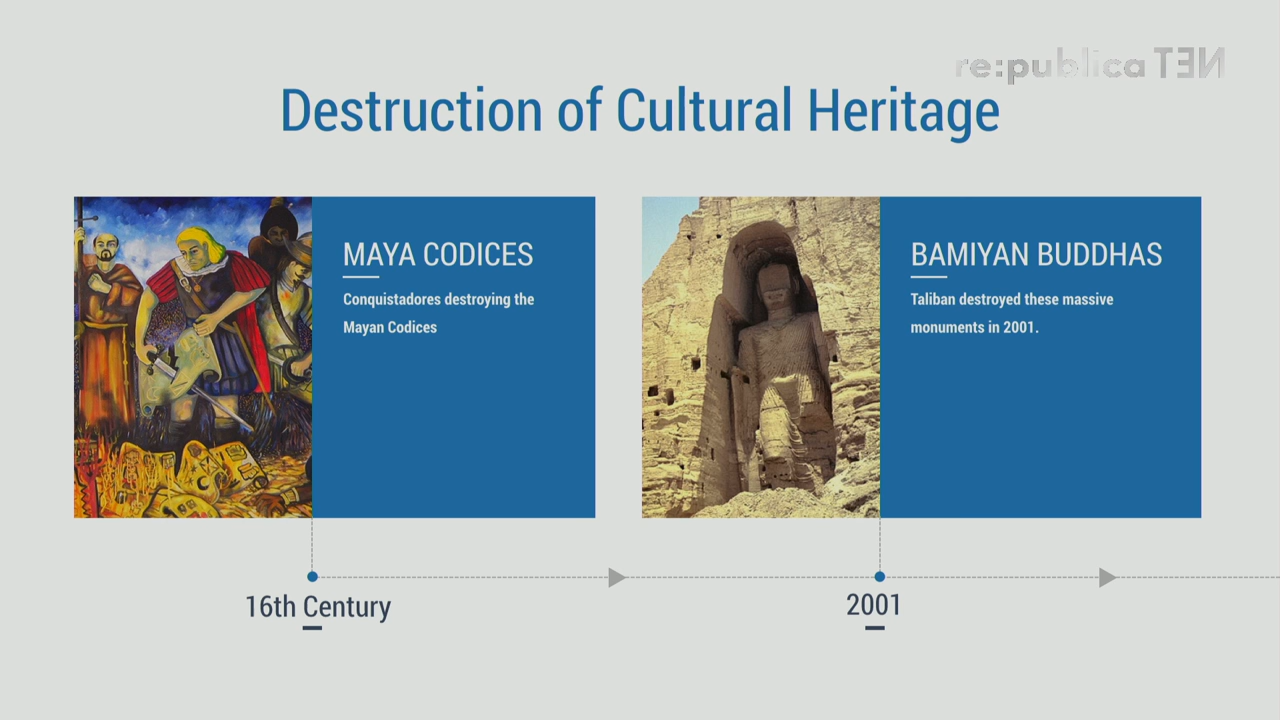 re:publica TEN
Destruction of Cultural Heritage
MAYA CODICES
Conquistadores destroying the
Mayan Codices
BAMIYAN BUDDHAS
Taliban destroyed these massive
monuments in 2001.
16th Century
2001